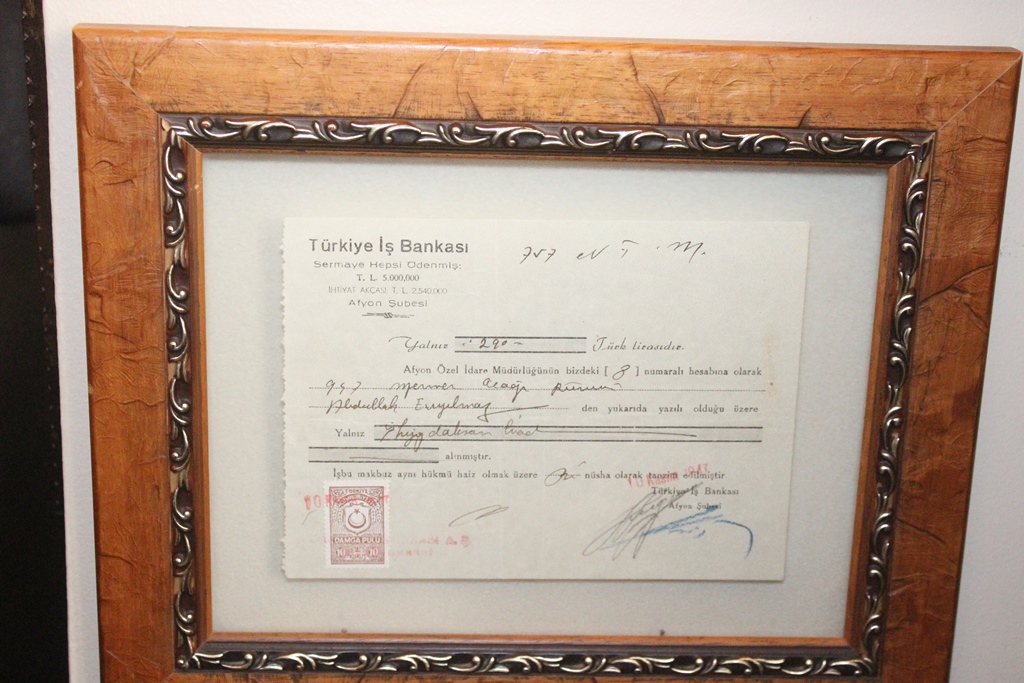 Türkiye İş Bankası
Sermaye Hepsi Ödenmiş:
T. L. 5.000,000
İHTİYAT AKÇASI T. L. 2.540.000
Afyon Şubesi
757 N T. M.
Yalnız 290 - Türk lirasıdır.
Afyon Özel İdare Müdürlüğünün bizdeki [ 8 ] numaralı hesabına olarak
957 mermer
Abdullah
den yukarıda yazılı olduğu üzere
Yalnız
alınmıştır.
İşbu makbuz aynı hükmü haiz olmak üzere nüsha olarak tanzim edilmiştir
Türkiye İş Bankası
Afyon Şubesi
DAMGA PULU
10 10